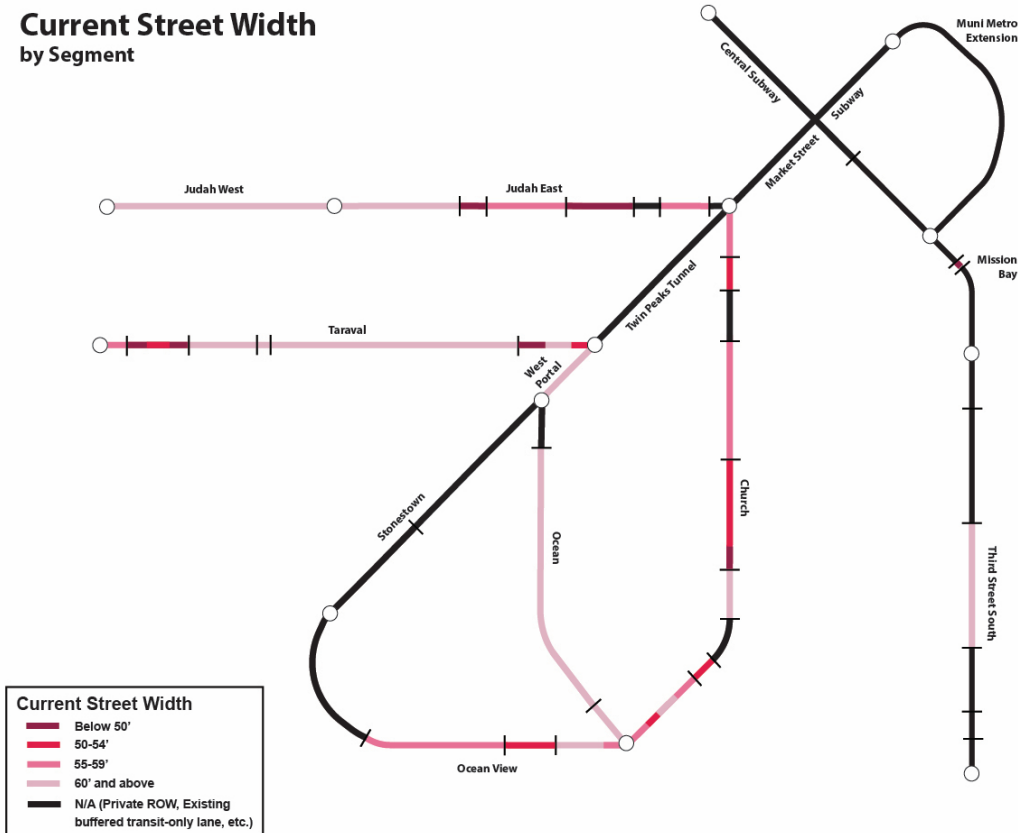 Current Street Width
by Segment
Muni Metro
Extension
Central Subway
Subway
Market Street
Judah West
Judah East
Mission
Bay
Twin Peaks Tunnel
Taraval
West
Portal
Church
Stonestown
Ocean
Third Street South
Ocean View
Current Street Width
Below 50’
50-54’
55-59’
60’ and above
N/A (Private ROW, Existing
buffered transit-only lane, etc.)